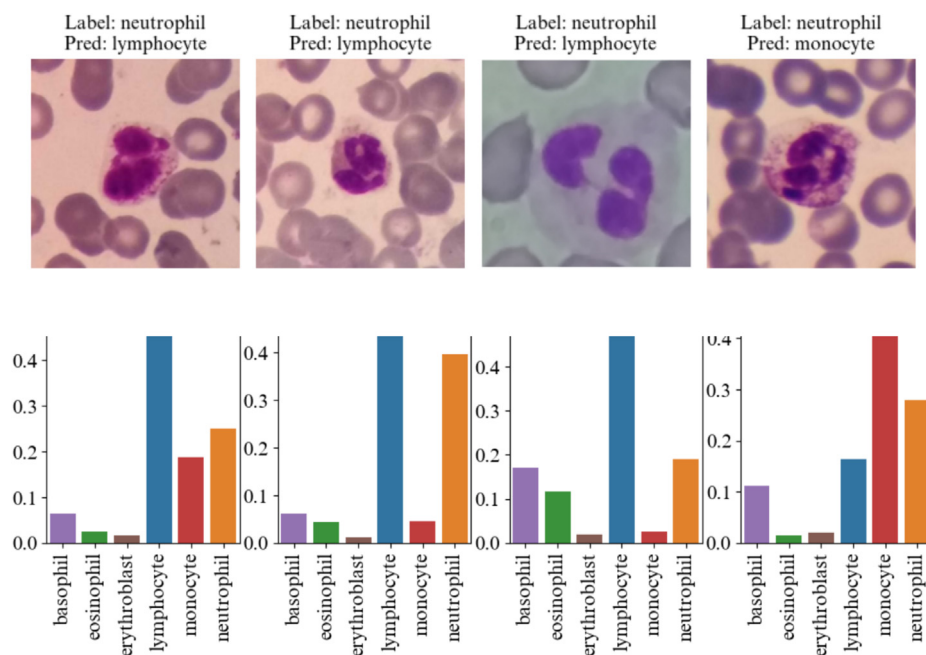 Label: neutrophil
Pred: lymphocyte
Label: neutrophil
Pred: lymphocyte
Label: neutrophil
Pred: lymphocyte
Label: neutrophil
Pred: monocyte
0.4
0.3
0.2
0.1
0.0
basophil
eosinophil
erythroblast
lymphocyte
monocyte
neutrophil
0.4
0.3
0.2
0.1
0.0
basophil
eosinophil
erythroblast
lymphocyte
monocyte
neutrophil
0.4
0.3
0.2
0.1
0.0
basophil
eosinophil
erythroblast
lymphocyte
monocyte
neutrophil
0.4
0.3
0.2
0.1
0.0
basophil
eosinophil
erythroblast
lymphocyte
monocyte
neutrophil